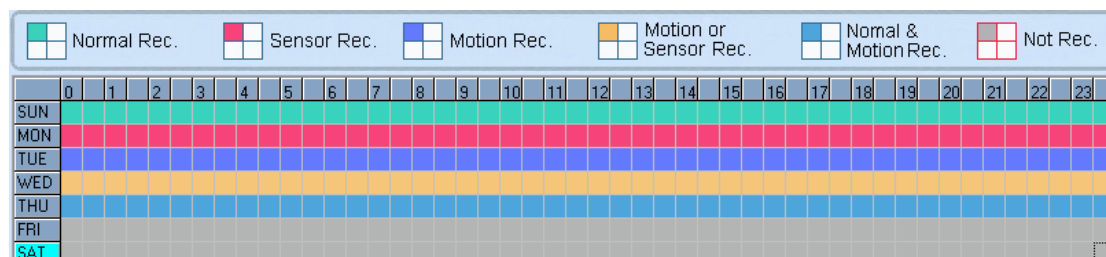 Normal Rec.
Sensor Rec.
Motion Rec.
Motion or
Sensor Rec.
Nomal &
Motion Rec.
Not Rec.
0 1 2 3 4 5 6 7 8 9 10 11 12 13 14 15 16 17 18 19 20 21 22 23
SUN
MON
TUE
WED
THU
FRI
SAT